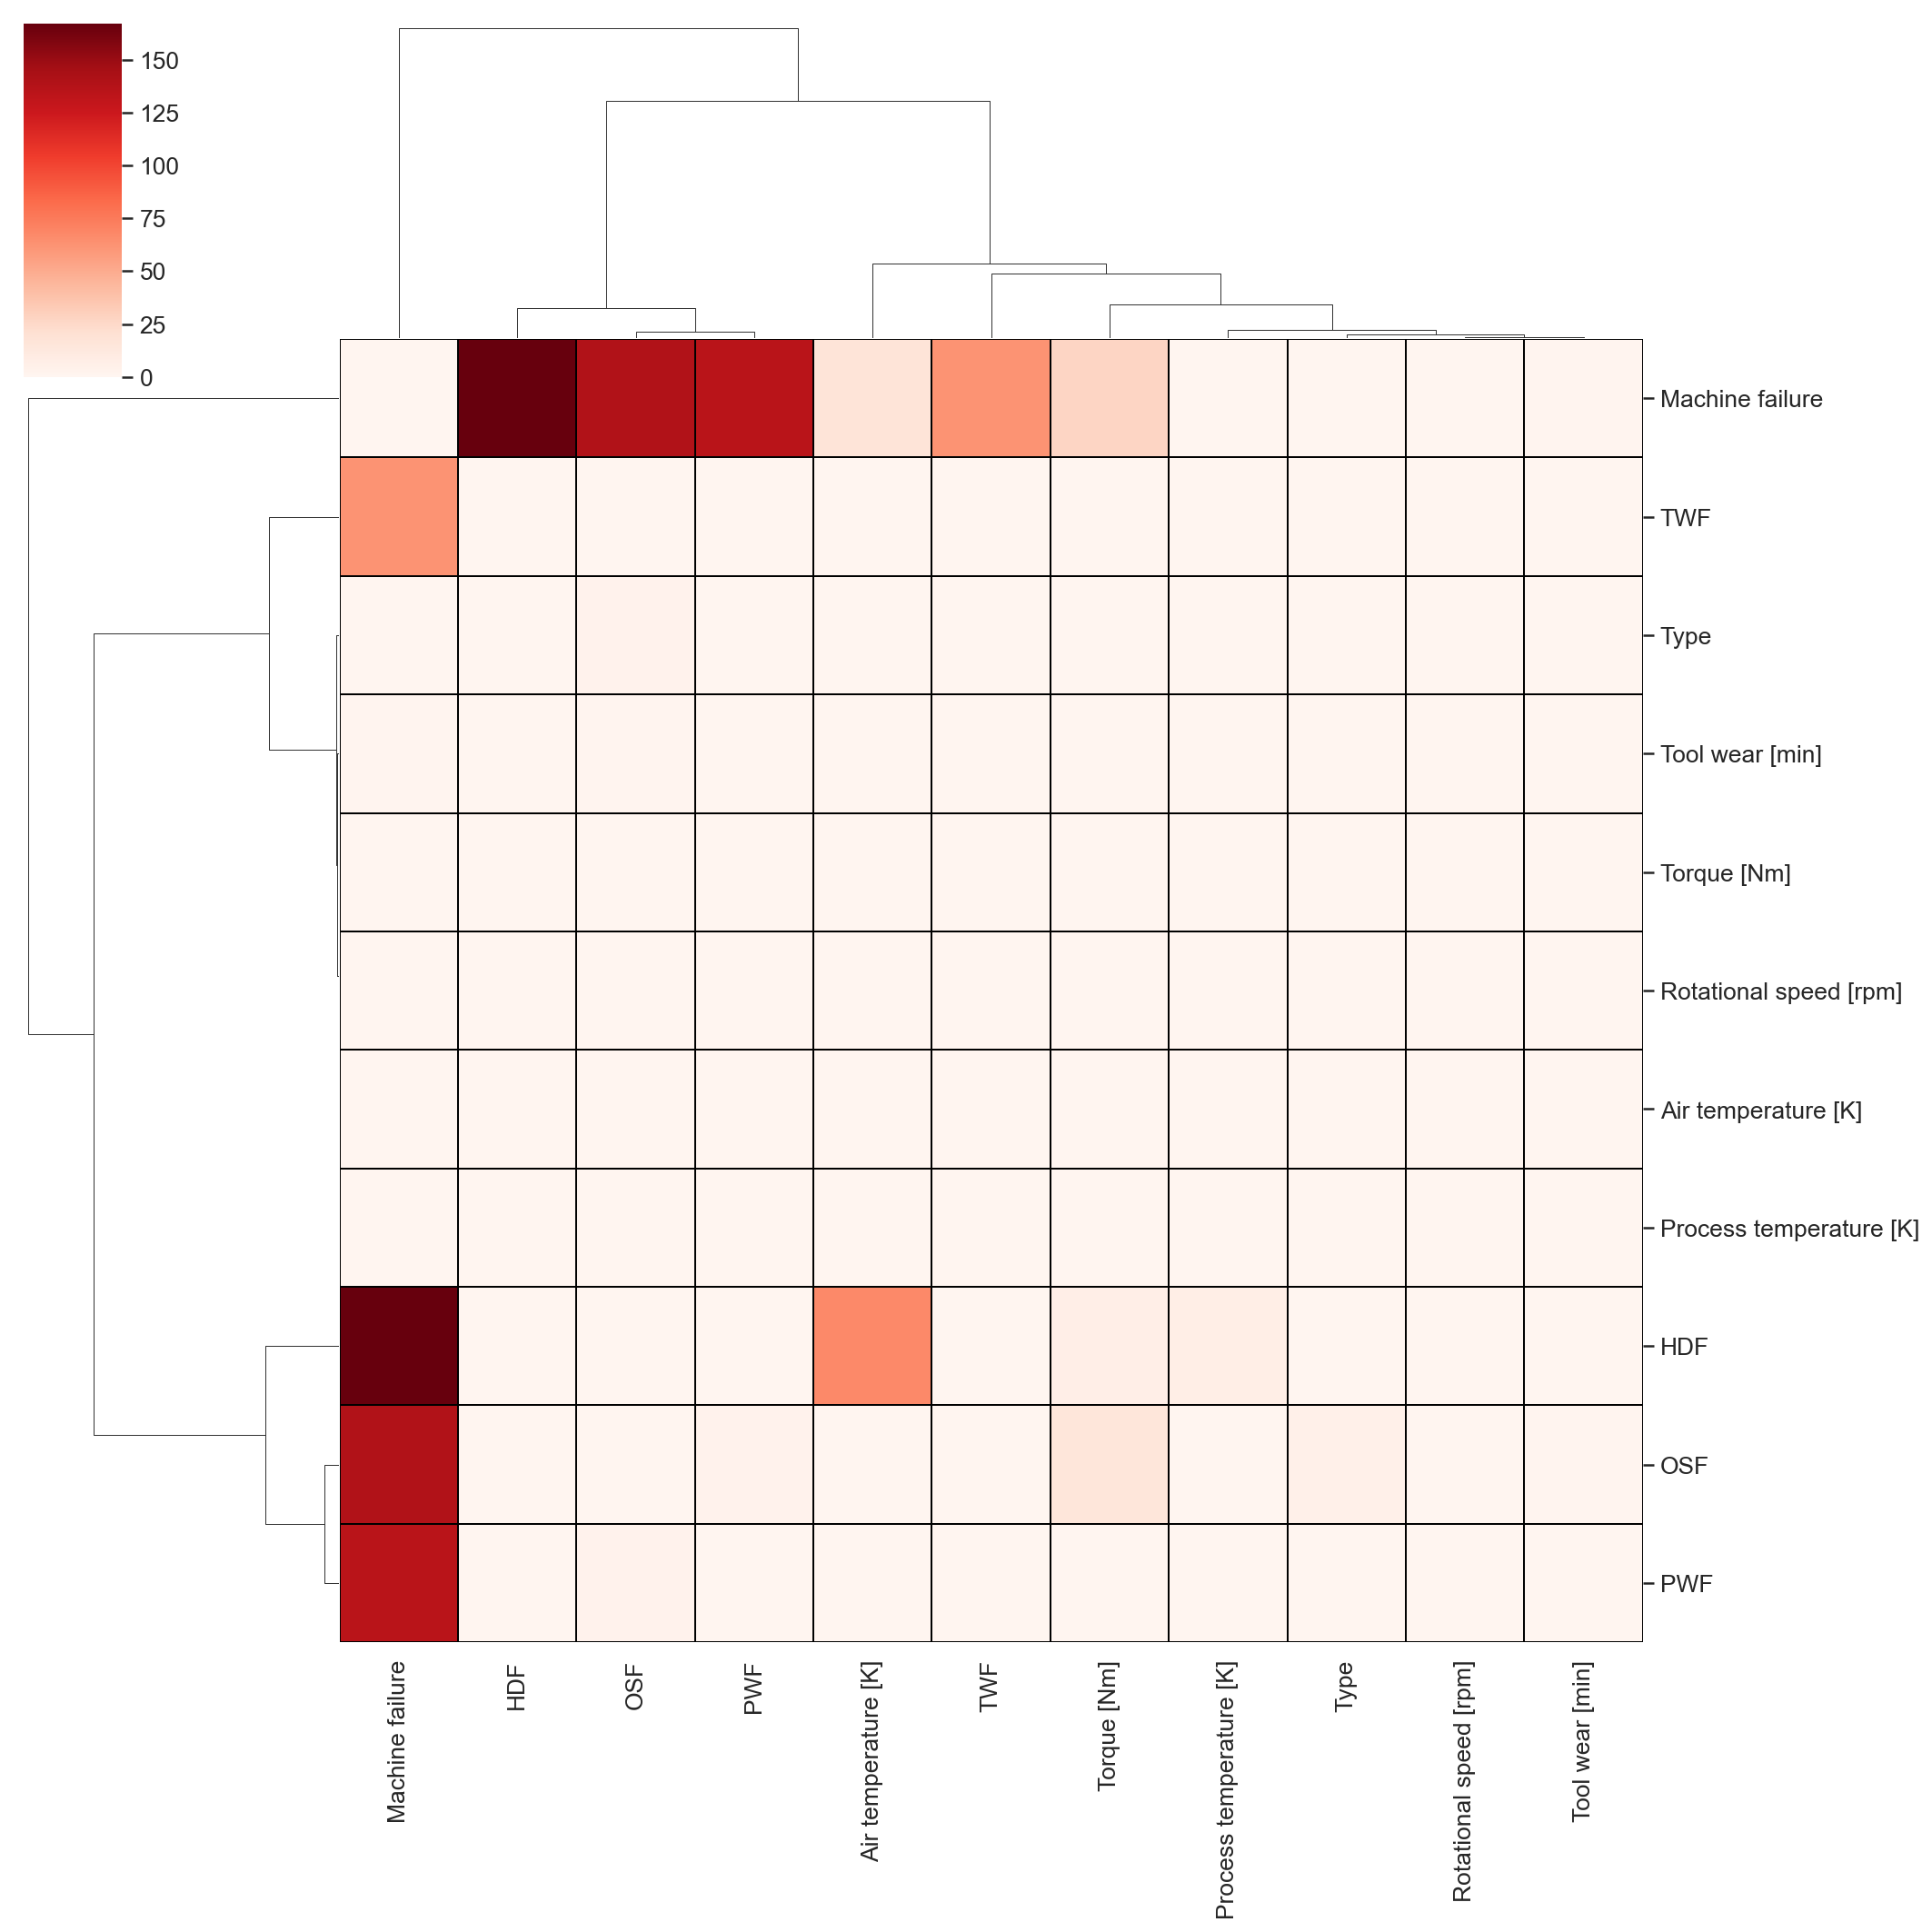 150
125
100
75
50
25
0
Machine failure
TWF
Type
Tool wear [min]
Torque [Nm]
Rotational speed [rpm]
Air temperature [K]
Process temperature [K]
HDF
OSF
PWF
Machine failure
HDF
OSF
PWF
Air temperature [K]
TWF
Torque [Nm]
Process temperature [K]
Type
Rotational speed [rpm]
Tool wear [min]